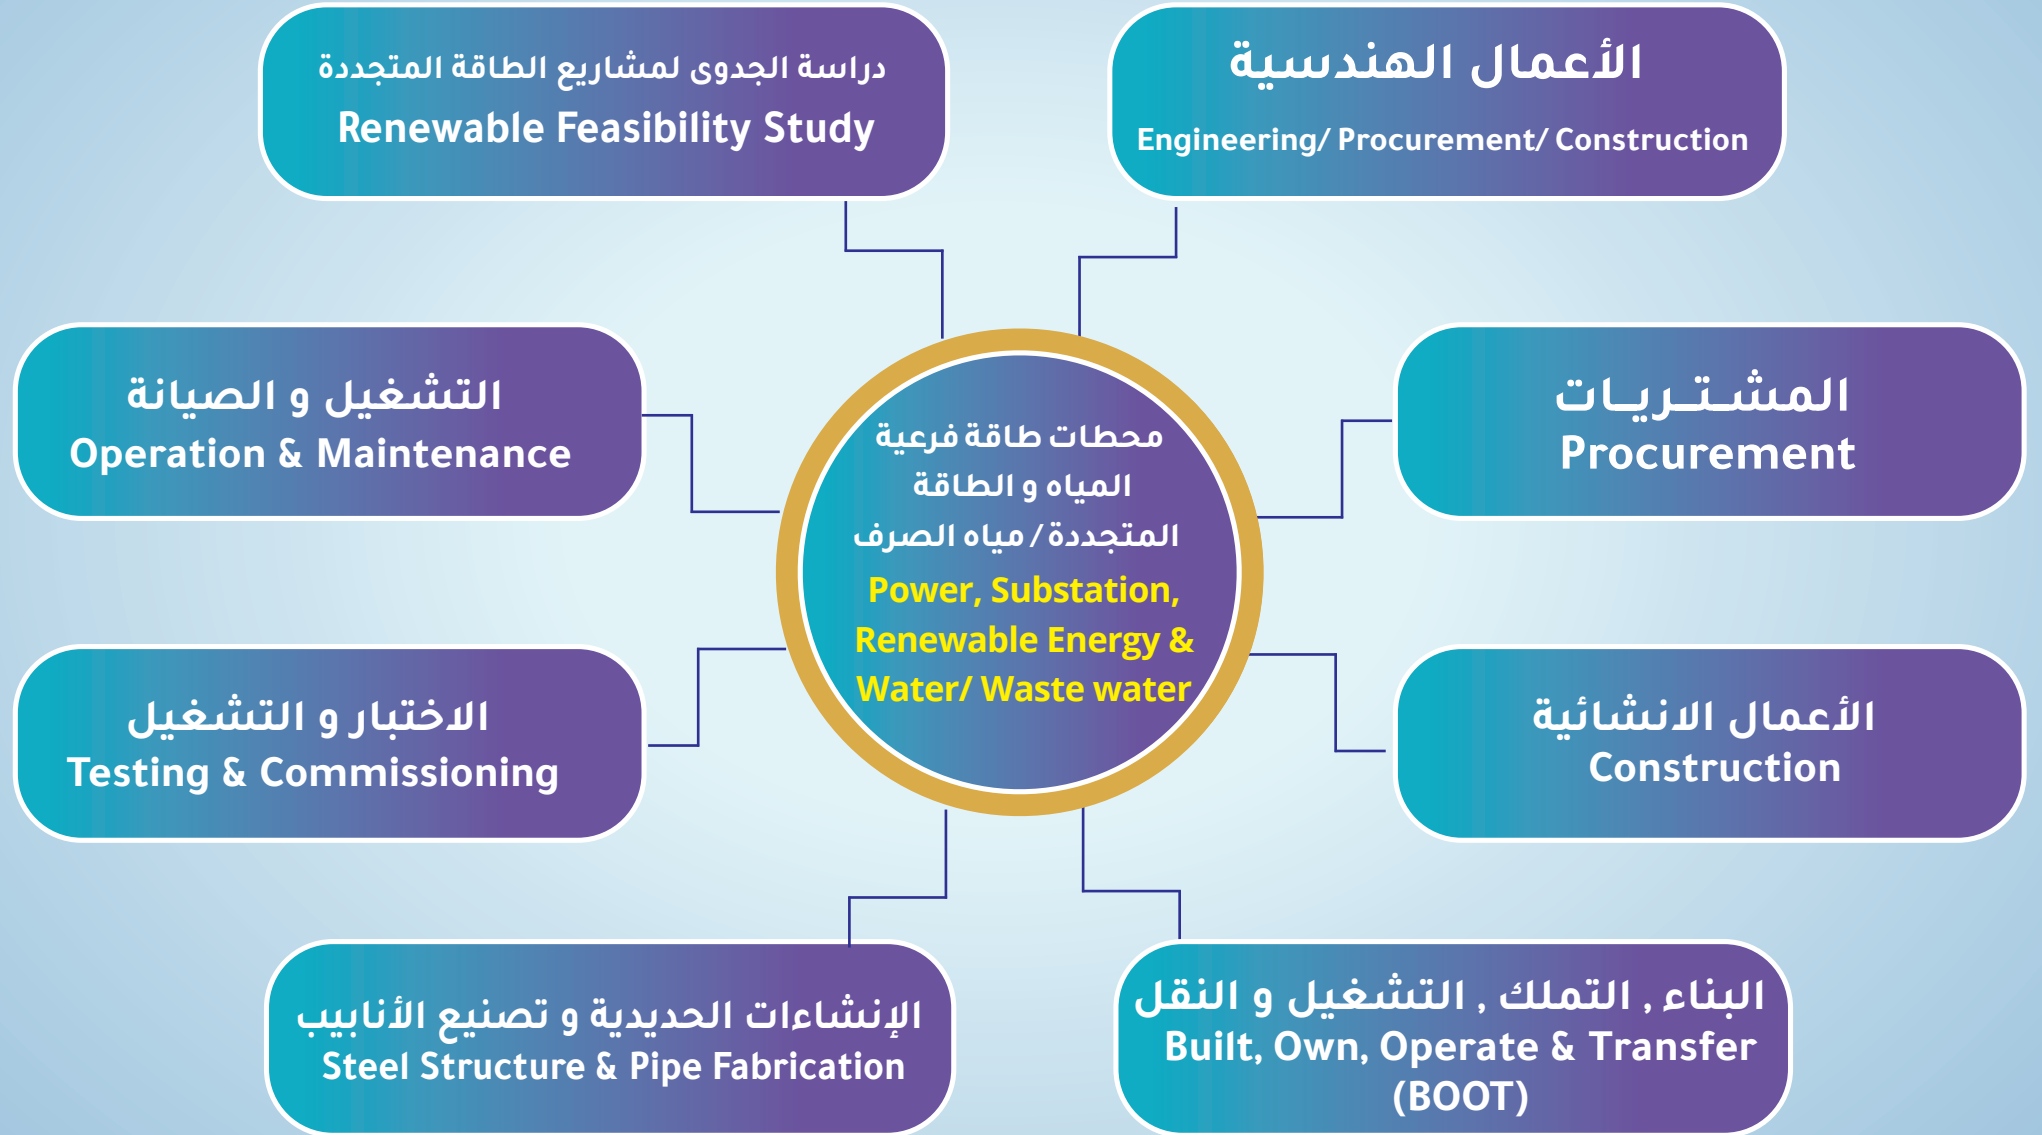 دراسة الجدوى لمشاريع الطاقة المتجددة
Renewable Feasibility Study
الأعمال الهندسية
Engineering/ Procurement/ Construction
التشغيل و الصيانة
Operation & Maintenance
المشـتـريـات
Procurement
محطات طاقة فرعية
المياه و الطاقة
المتجددة / مياه الصرف
Power, Substation,
Renewable Energy &
Water/ Waste water
الاختبار و التشغيل
Testing & Commissioning
الأعمال الانشائية
Construction
الإنشاءات الحديدية و تصنيع الأنابيب
Steel Structure & Pipe Fabrication
البناء , التملك , التشغيل و النقل
Built, Own, Operate & Transfer
(BOOT)